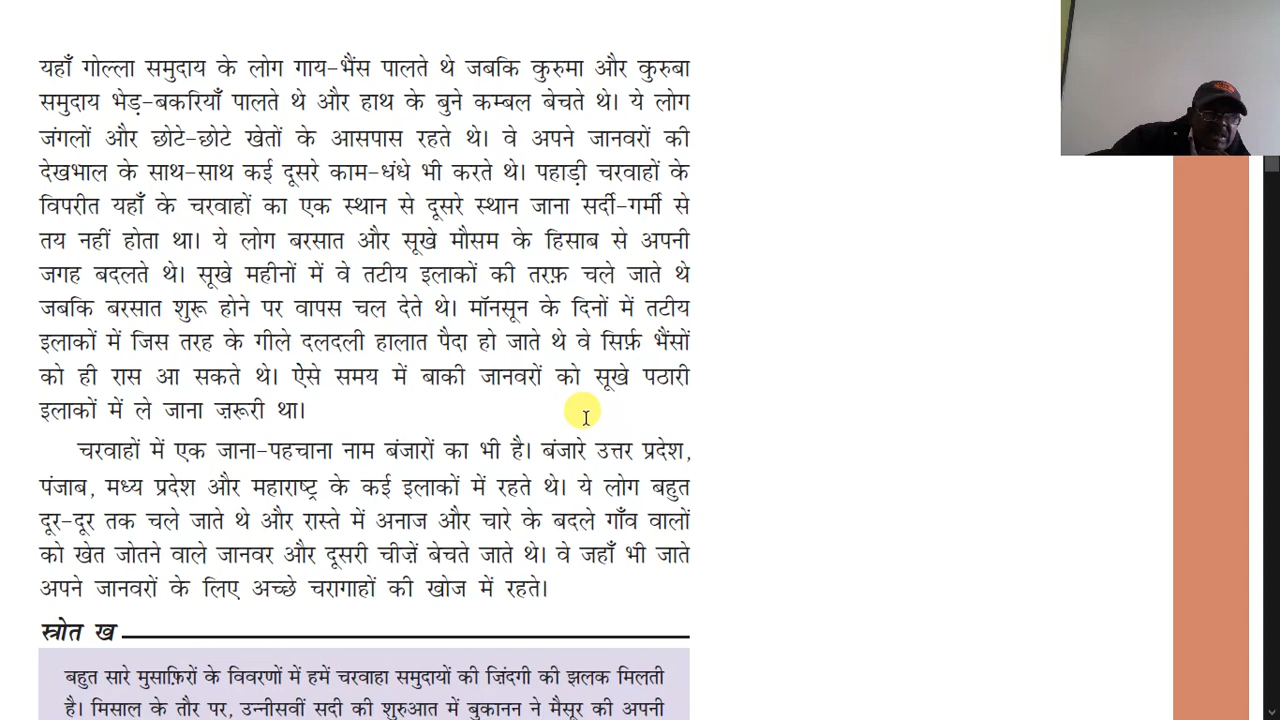 यहाँ गोल्ला समुदाय के लोग गाय-भैंस पालते थे जबकि कुरुमा और कुरुबा
समुदाय भेड़-बकरियाँ पालते थे और हाथ के बुने कम्बल बेचते थे। ये लोग
जंगलों और छोटे-छोटे खेतों के आसपास रहते थे। वे अपने जानवरों की
देखभाल के साथ-साथ कई दूसरे काम-धंधे भी करते थे। पहाड़ी चरवाहों के
विपरीत यहाँ के चरवाहों का एक स्थान से दूसरे स्थान जाना सर्दी-गर्मी से
तय नहीं होता था। ये लोग बरसात और सूखे मौसम के हिसाब से अपनी
जगह बदलते थे। सूखे महीनों में वे तटीय इलाकों की तरफ़ चले जाते थे
जबकि बरसात शुरू होने पर वापस चल देते थे। मॉनसून के दिनों में तटीय
इलाकों में जिस तरह के गीले दलदली हालात पैदा हो जाते थे वे सिर्फ़ भैंसों
को ही रास आ सकते थे। ऐसे समय में बाकी जानवरों को सूखे पठारी
इलाकों में ले जाना ज़रूरी था।
चरवाहों में एक जाना-पहचाना नाम बंजारों का भी है। बंजारे उत्तर प्रदेश,
पंजाब, मध्य प्रदेश और महाराष्ट्र के कई इलाकों में रहते थे। ये लोग बहुत
दूर-दूर तक चले जाते थे और रास्ते में अनाज और चारे के बदले गाँव वालों
को खेत जोतने वाले जानवर और दूसरी चीज़ें बेचते जाते थे। वे जहाँ भी जाते
अपने जानवरों के लिए अच्छे चरागाहों की खोज में रहते।
स्त्रोत ख
बहुत सारे मुसाफ़िरों के विवरणों में हमें चरवाहा समुदायों की ज़िंदगी की झलक मिलती
है। मिसाल के तौर पर, उन्नीसवीं सदी की शुरुआत में बुकानन ने मैसूर की अपनी